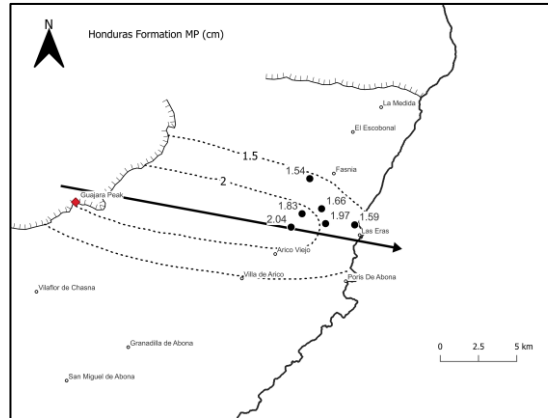 N
Honduras Formation MP (cm)
La Medida
El Escobonal
1.5
1.54
Fasnia
2
Guajara Peak
1.83
1.66
1.97
1.59
2.04
Las Eras
Arico Viejo
Villa de Arico
Poris De Abona
Vilaflor de Chasna
Granadilla de Abona
San Miguel de Abona
0 2.5 5 km